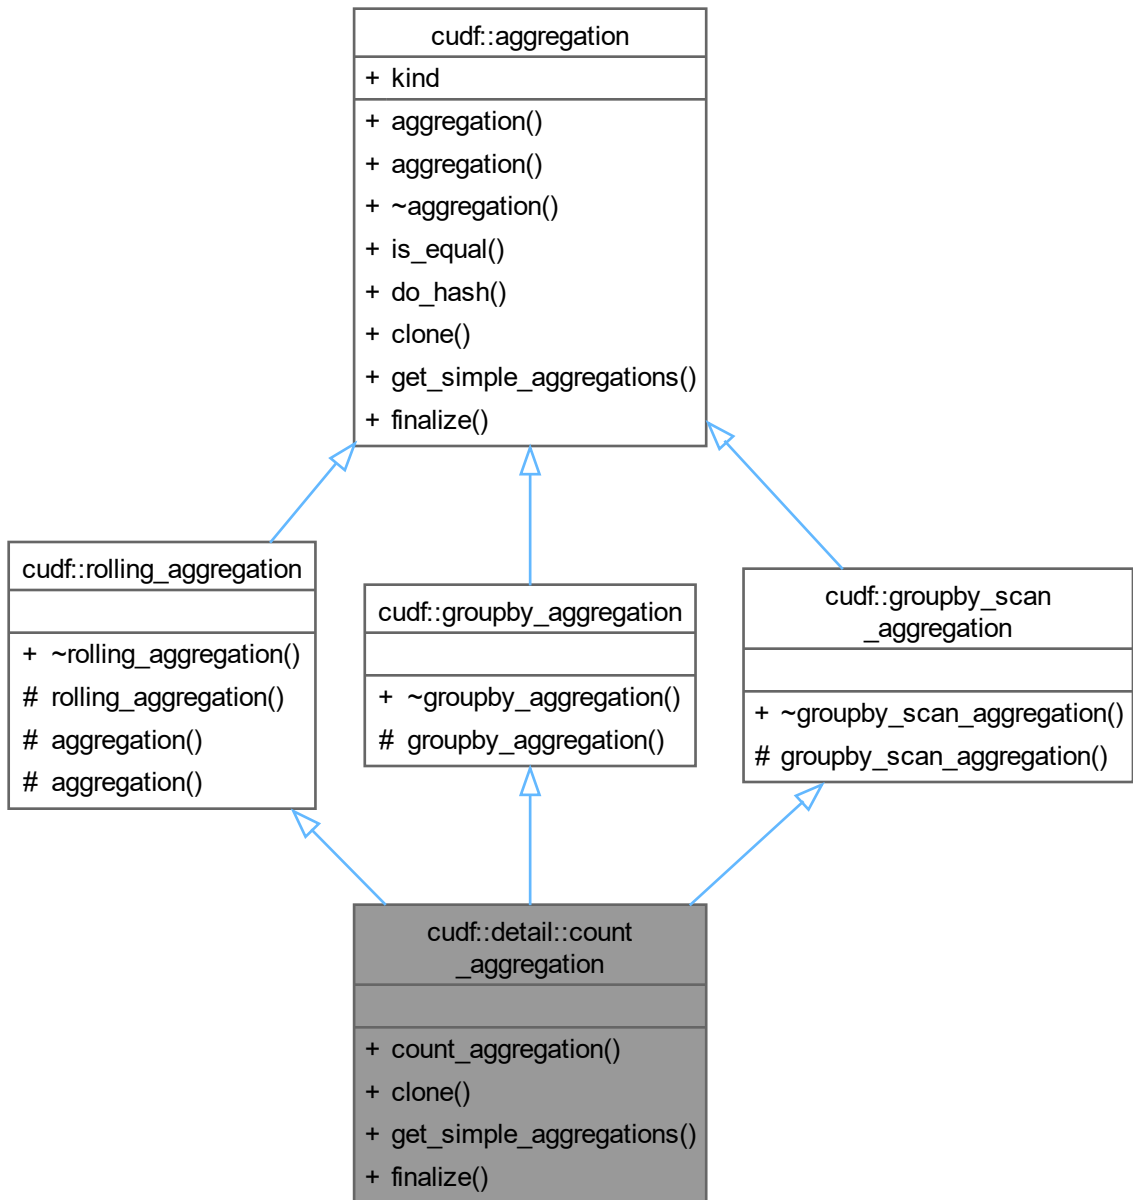 cudf::aggregation
+ kind
+ aggregation()
+ aggregation()
+ ~aggregation()
+ is_equal()
+ do_hash()
+ clone()
+ get_simple_aggregations()
+ finalize()
cudf::rolling_aggregation
+ ~rolling_aggregation()
# rolling_aggregation()
# aggregation()
# aggregation()
cudf::groupby_aggregation
+ ~groupby_aggregation()
# groupby_aggregation()
cudf::groupby_scan
_aggregation
+ ~groupby_scan_aggregation()
# groupby_scan_aggregation()
cudf::detail::count
_aggregation
+ count_aggregation()
+ clone()
+ get_simple_aggregations()
+ finalize()